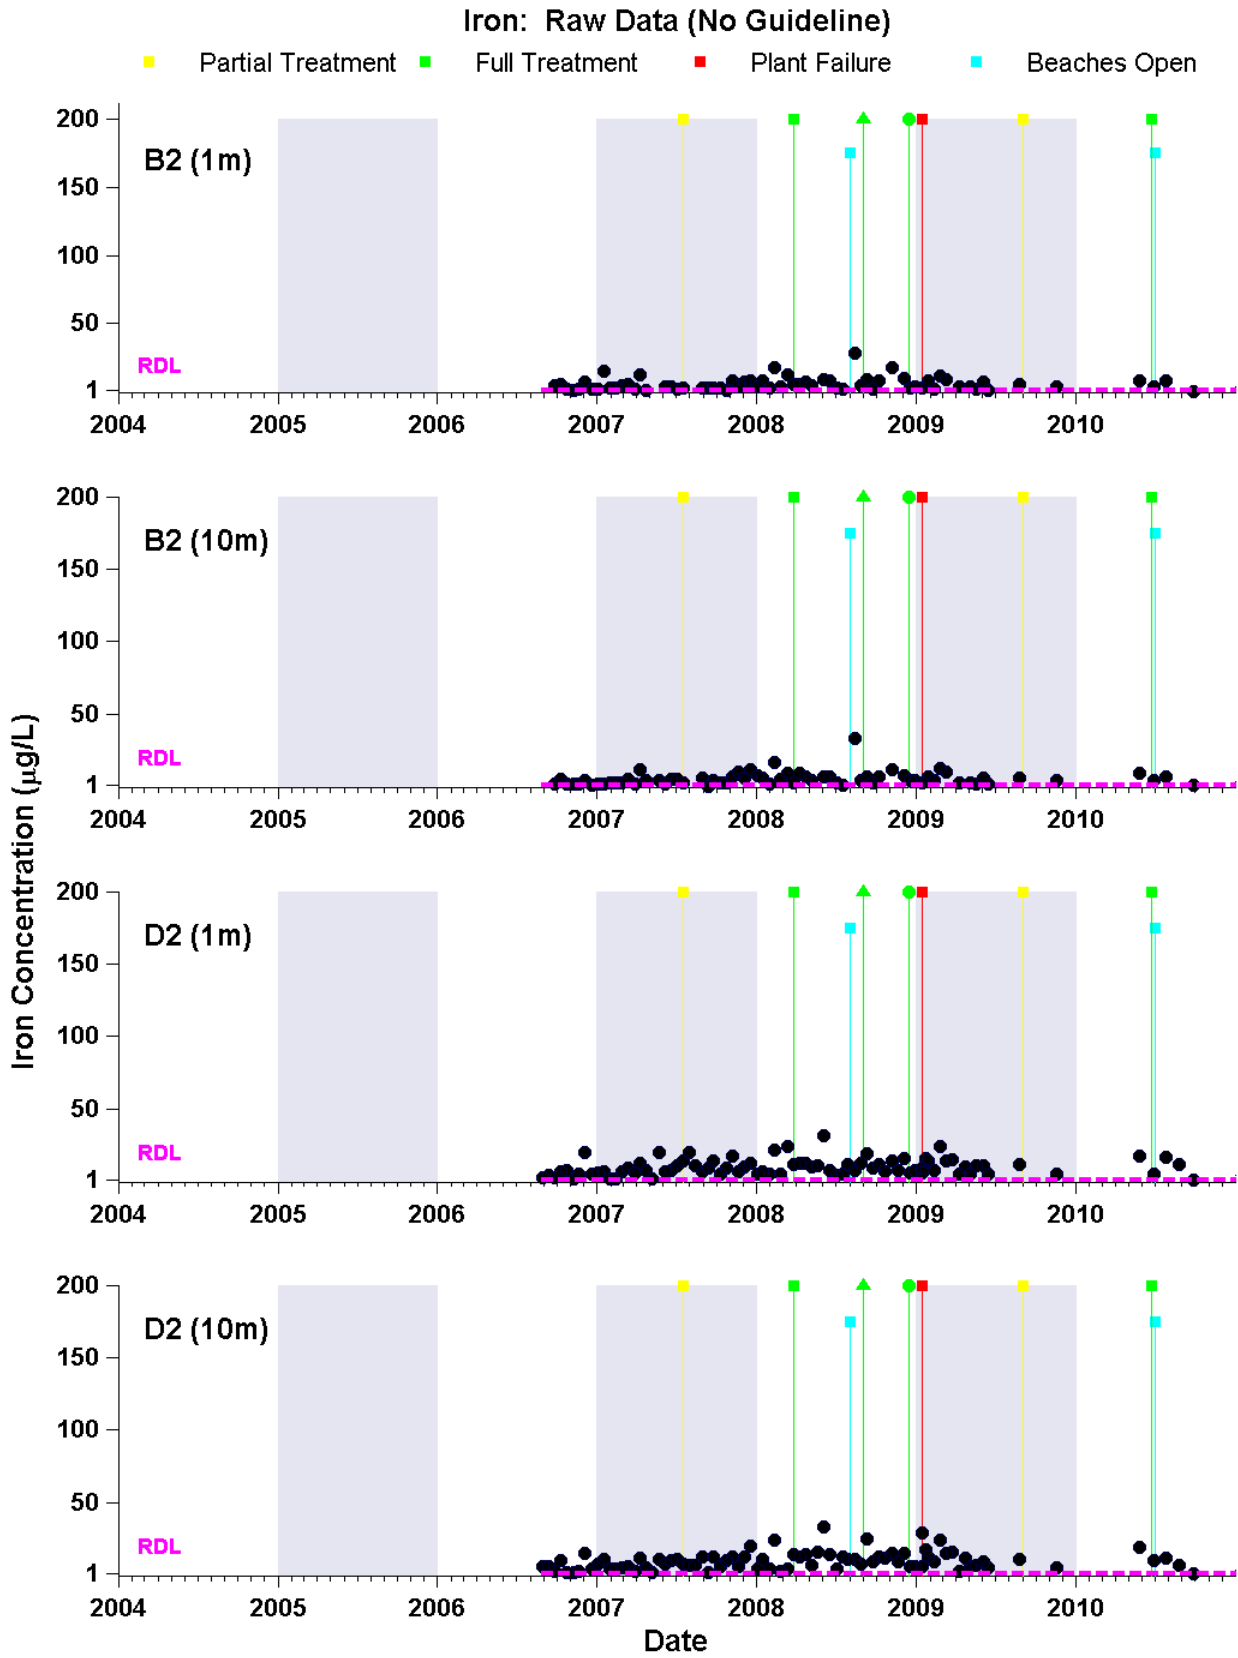 Iron:  Raw Data (No Guideline)
Partial Treatment Full Treatment Plant Failure Beaches Open
200
B2 (1m)
150
100
50
RDL
1
2004 2005 2006 2007 2008 2009 2010
200
B2 (10m)
150
100
50
RDL
1
2004 2005 2006 2007 2008 2009 2010
Iron Concentration (µg/L)
200
D2 (1m)
150
100
50
RDL
1
2004 2005 2006 2007 2008 2009 2010
200
D2 (10m)
150
100
50
RDL
1
2004 2005 2006 2007 2008 2009 2010
Date